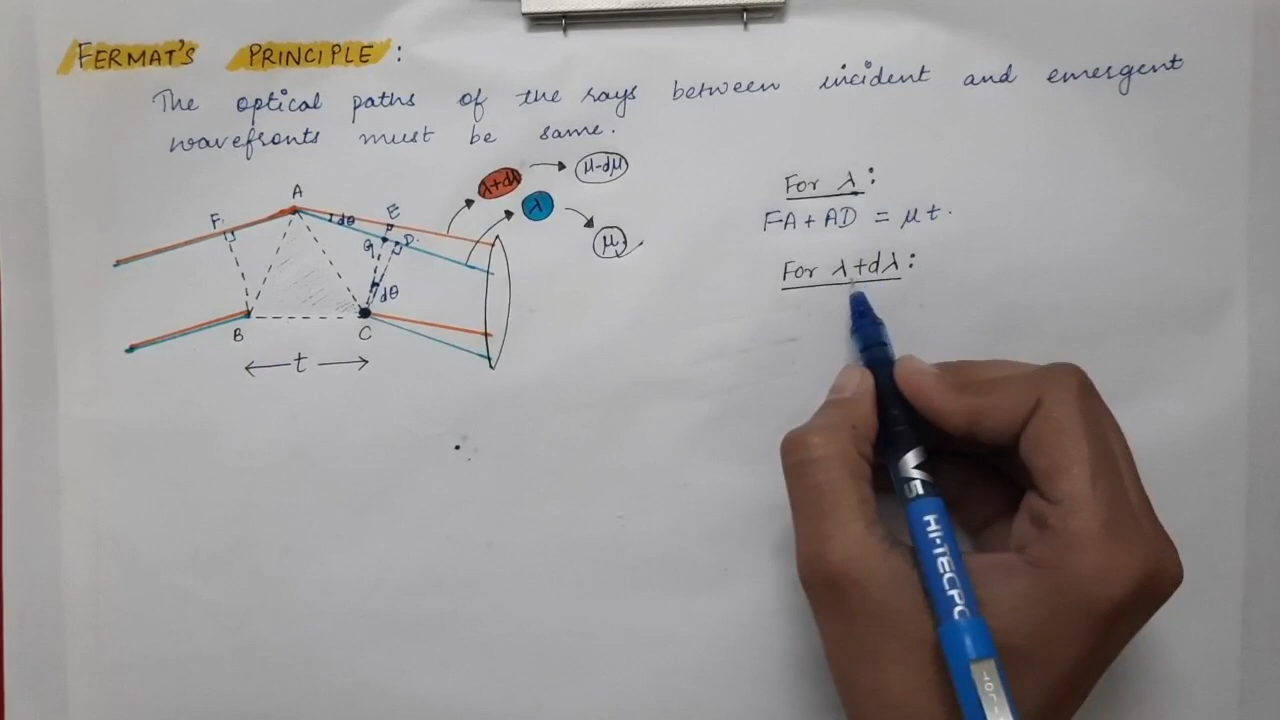 FERMAT'S PRINCIPLE :
The optical paths of the rays between incident and emergent
wavefronts must be same.
λ+dλ → μ-dμ
λ
μ
A
F
dθ
E
G
D
dθ
B
C
t
For λ :
FA + AD = μt.
For λ+dλ :
V5
HI-TECPO